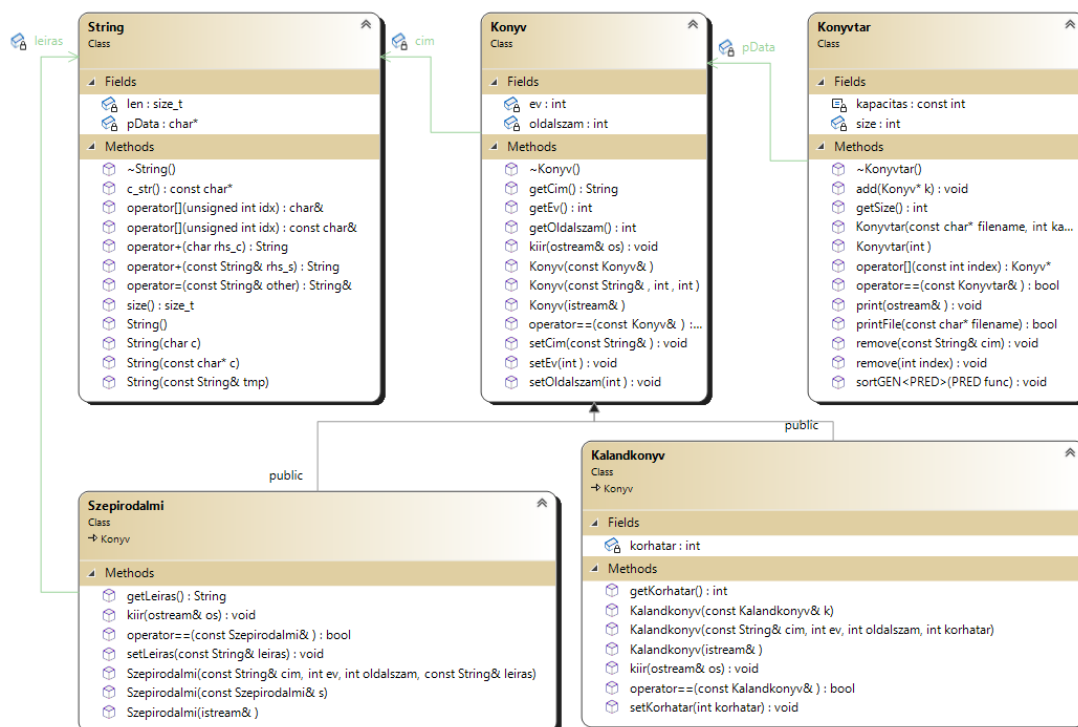 String
Class
Fields
len : size_t
pData : char*
Methods
~String()
c_str() : const char*
operator[](unsigned int idx) : char&
operator[](unsigned int idx) : const char&
operator+(char rhs_c) : String
operator+(const String& rhs_s) : String
operator=(const String& other) : String&
size() : size_t
String()
String(char c)
String(const char* c)
String(const String& tmp)
leiras
cim
Konyv
Class
Fields
ev : int
oldalszam : int
Methods
~Konyv()
getCim() : String
getEv() : int
getOldalszam() : int
kiir(ostream& os) : void
Konyv(const Konyv& )
Konyv(const String& , int , int )
Konyv(istream& )
operator==(const Konyv& ) :...
setCim(const String& ) : void
setEv(int ) : void
setOldalszam(int ) : void
pData
Konyvtar
Class
Fields
kapacitas : const int
size : int
Methods
~Konyvtar()
add(Konyv* k) : void
getSize() : int
Konyvtar(const char* filename, int ka...
Konyvtar(int )
operator[](const int index) : Konyv*
operator==(const Konyvtar& ) : bool
print(ostream& ) : void
printFile(const char* filename) : bool
remove(const String& cim) : void
remove(int index) : void
sortGEN<PRED>(PRED func) : void
public
public
Szepirodalmi
Class
Konyv
Methods
getLeiras() : String
kiir(ostream& os) : void
operator==(const Szepirodalmi& ) : bool
setLeiras(const String& leiras) : void
Szepirodalmi(const String& cim, int ev, int oldalszam, const String& leiras)
Szepirodalmi(const Szepirodalmi& s)
Szepirodalmi(istream& )
Kalandkonyv
Class
Konyv
Fields
korhatar : int
Methods
getKorhatar() : int
Kalandkonyv(const Kalandkonyv& k)
Kalandkonyv(const String& cim, int ev, int oldalszam, int korhatar)
Kalandkonyv(istream& )
kiir(ostream& os) : void
operator==(const Kalandkonyv& ) : bool
setKorhatar(int korhatar) : void